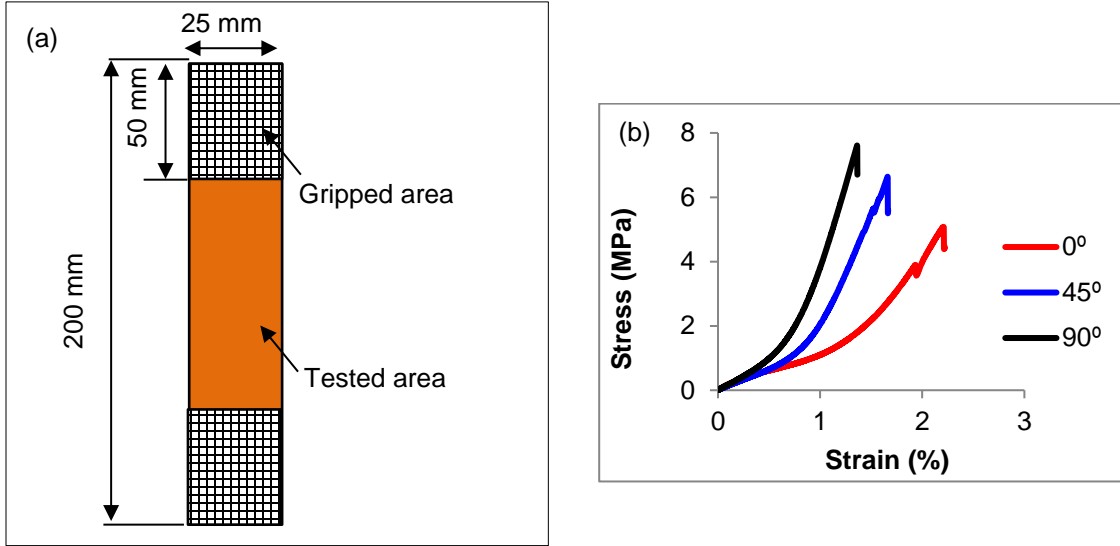 (a)
25 mm
50 mm
200 mm
Gripped area
Tested area
(b)
Stress (MPa)
8
6
4
2
0
0 1 2 3
Strain (%)
0º
45º
90º